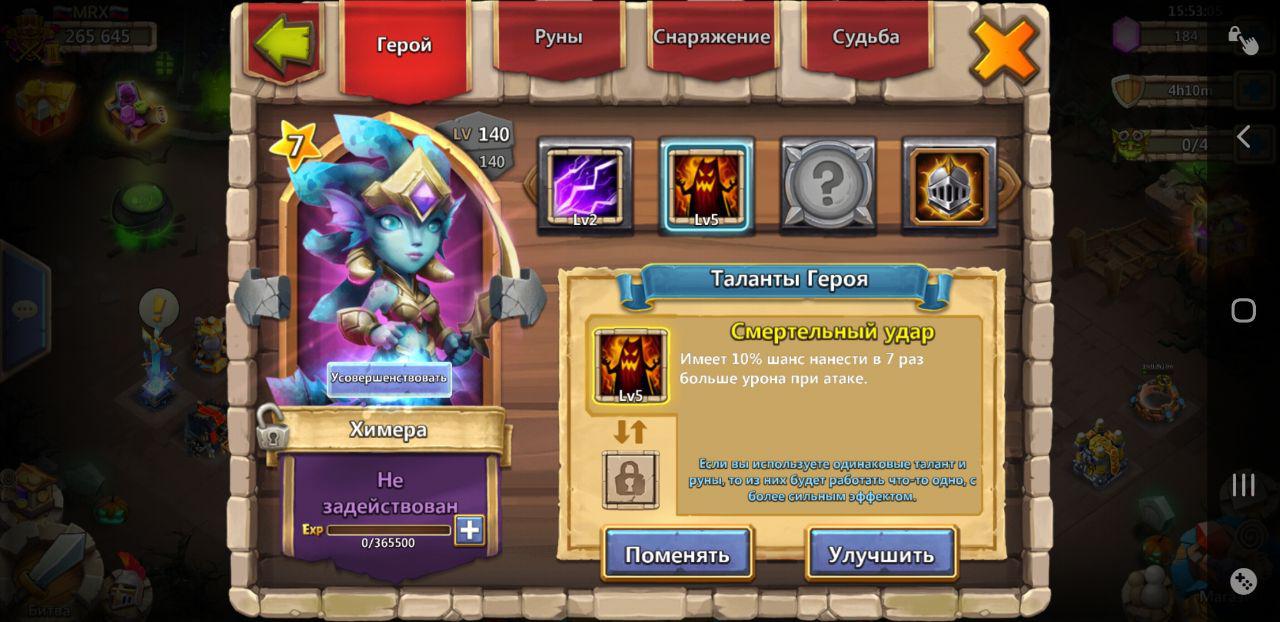 MRX
265 645
Герой
Руны
Снаряжение
Судьба
15:53:05
184
4h10m
0/4
7
LV 140
140
Lv2
Lv5
?
Таланты Героя
Смертельный удар
Имеет 10% шанс нанести в 7 раз
больше урона при атаке.
Lv5
Если вы используете одинаковые талант и
руны, то из них будет работать что-то одно, с
более сильным эффектом.
Усовершенствовать
Химера
Не
задействован
Exp
0/365500
Поменять
Улучшить
Битва